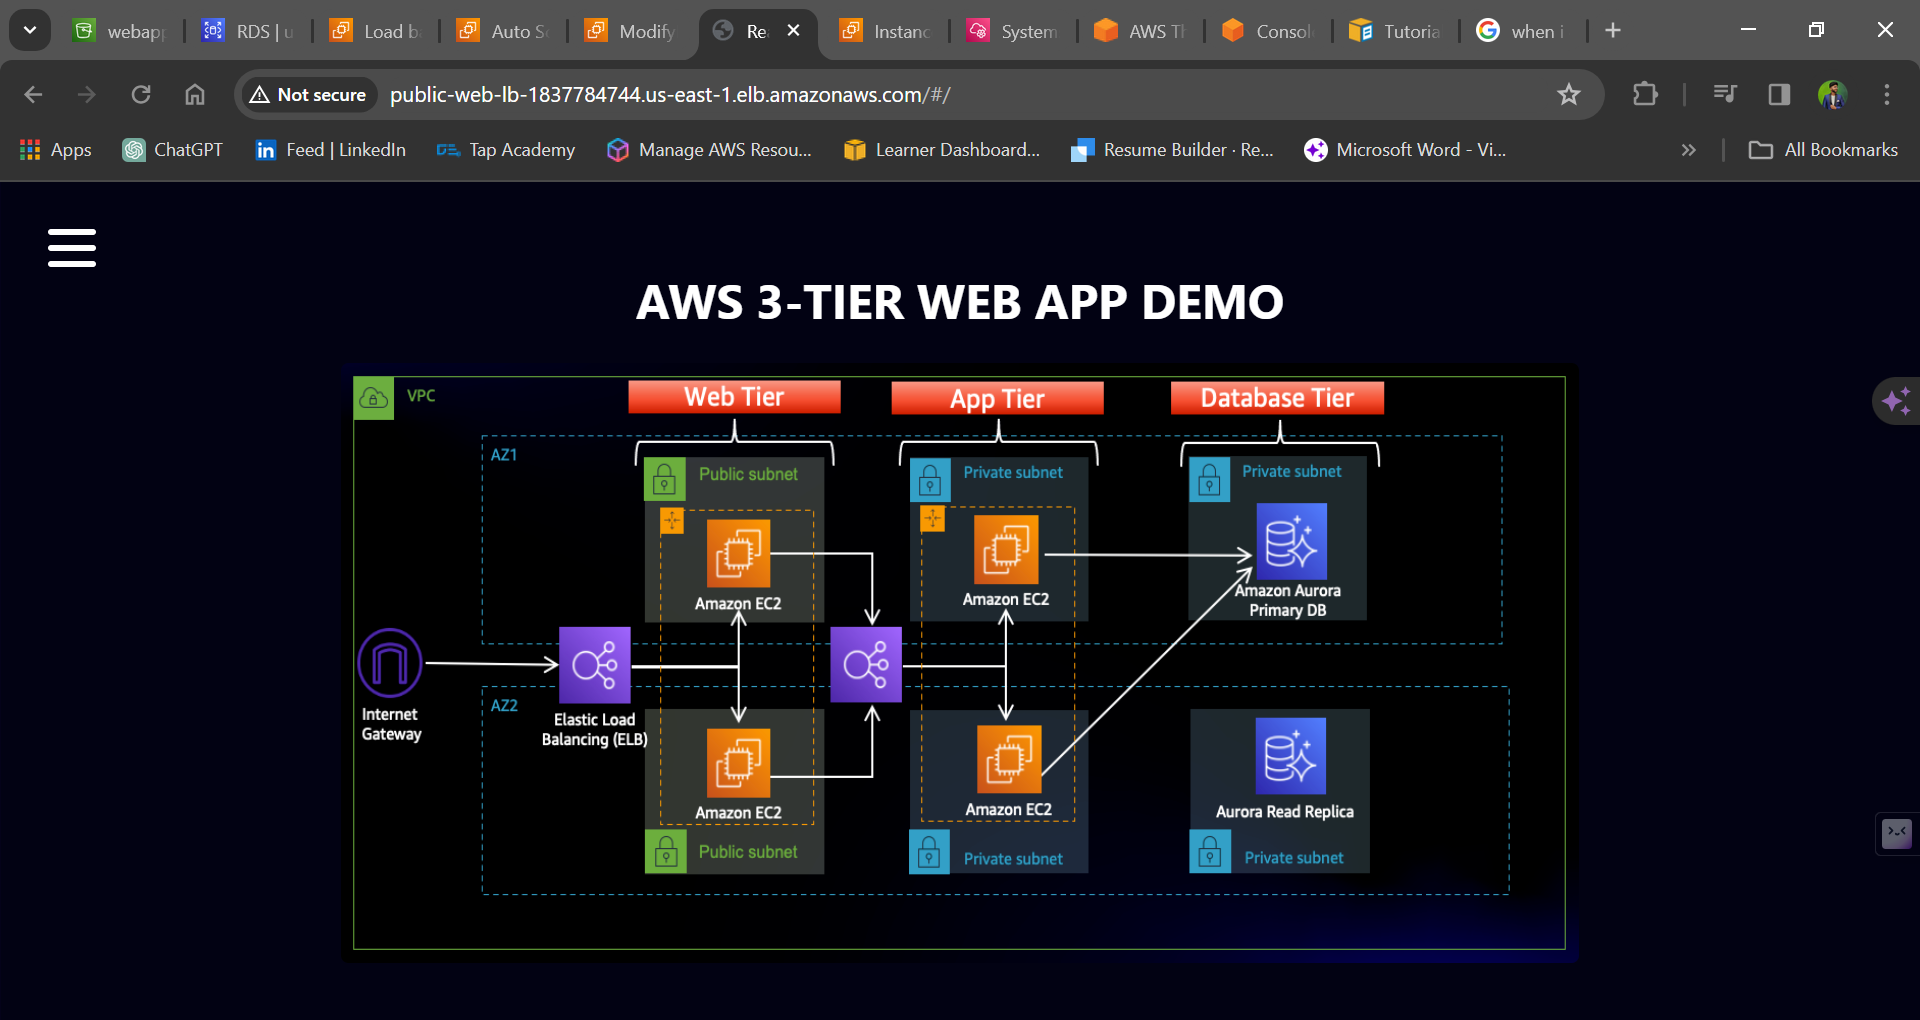 webapp
RDS | u
Load b
Auto S
Modify
Re
Instanc
System
AWS T
Consol
Tutoria
when i
Not secure
public-web-lb-1837784744.us-east-1.elb.amazonaws.com/#/
Apps
ChatGPT
Feed | LinkedIn
Tap Academy
Manage AWS Resou...
Learner Dashboard...
Resume Builder · Re...
Microsoft Word - Vi...
All Bookmarks
AWS 3-TIER WEB APP DEMO
VPC
Web Tier
App Tier
Database Tier
AZ1
Public subnet
Private subnet
Private subnet
Amazon EC2
Amazon EC2
Amazon Aurora
Primary DB
Internet
Gateway
AZ2
Elastic Load
Balancing (ELB)
Amazon EC2
Amazon EC2
Aurora Read Replica
Public subnet
Private subnet
Private subnet